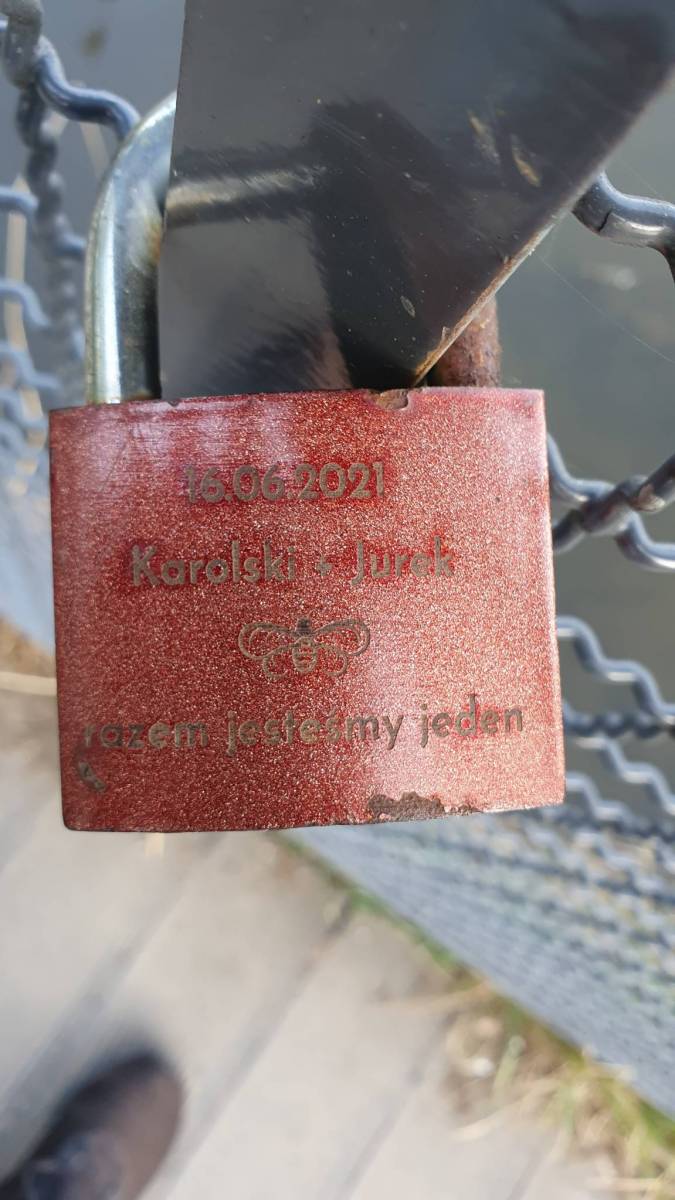 16.06.2021
Karolski + Jurek
razem jesteśmy jeden